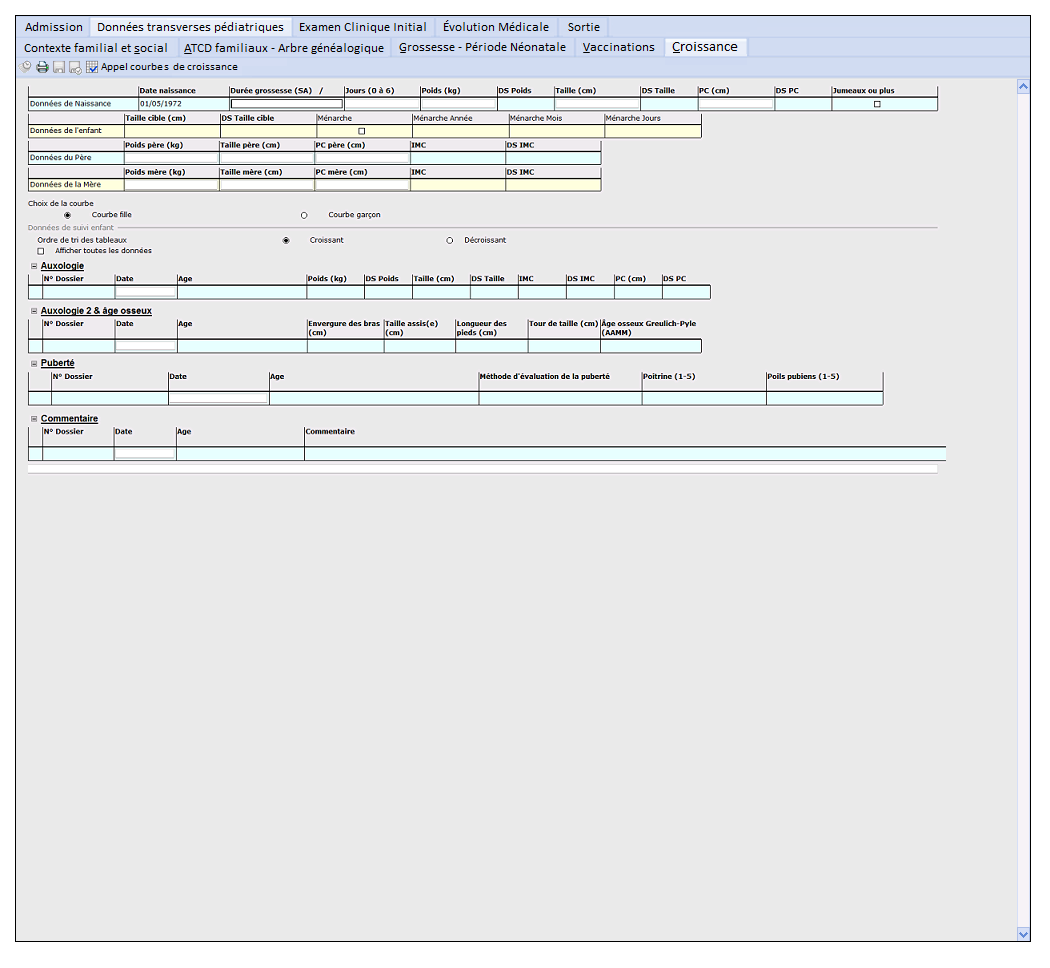 Admission Données transverses pédiatriques Examen Clinique Initial Évolution Médicale Sortie
Contexte familial et social ATCD familiaux - Arbre généalogique Grossesse - Période Néonatale Vaccinations Croissance
Appel courbes de croissance
Date naissance Durée grossesse (SA) / Jours (0 à 6) Poids (kg) DS Poids Taille (cm) DS Taille PC (cm) DS PC Jumeaux ou plus
Données de Naissance 01/05/1972
Taille cible (cm) DS Taille cible Ménarche Ménarche Année Ménarche Mois Ménarche Jours
Données de l'enfant
Poids père (kg) Taille père (cm) PC père (cm) IMC DS IMC
Données du Père
Poids mère (kg) Taille mère (cm) PC mère (cm) IMC DS IMC
Données de la Mère
Choix de la courbe
Courbe fille Courbe garçon
Données de suivi enfant
Ordre de tri des tableaux Croissant Décroissant
Afficher toutes les données
Auxologie
N° Dossier Date Age Poids (kg) DS Poids Taille (cm) DS Taille IMC DS IMC PC (cm) DS PC
Auxologie 2 & âge osseux
N° Dossier Date Age Envergure des bras Taille assis(e) Longueur des Tour de taille (cm) Âge osseux Greulich-Pyle
(cm) (cm) pieds (cm) (AAMM)
Puberté
N° Dossier Date Age Méthode d'évaluation de la puberté Poitrine (1-5) Poils pubiens (1-5)
Commentaire
N° Dossier Date Age Commentaire